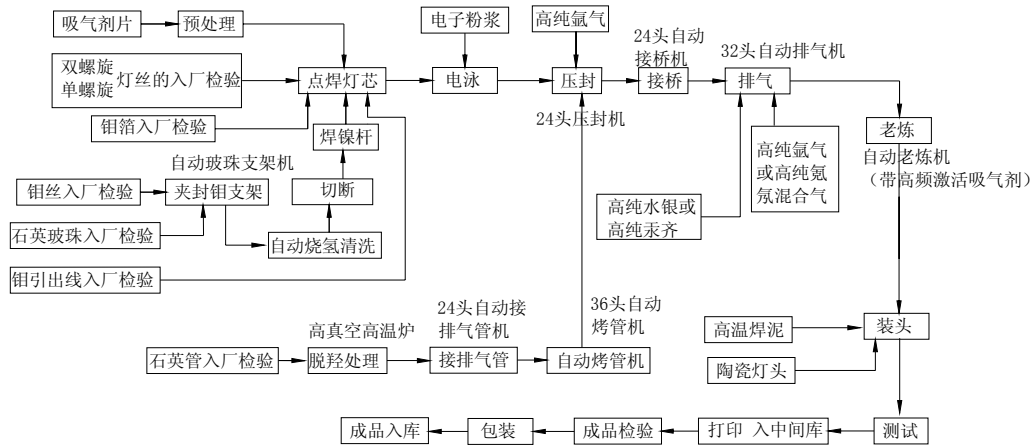 吸气剂片
预处理
电子粉浆
高纯氩气
24头自动
接桥机
32头自动排气机
双螺旋
单螺旋
灯丝的入厂检验
点焊灯芯
电泳
压封
接桥
排气
钼箔入厂检验
焊镍杆
24头压封机
老炼
自动玻珠支架机
自动老炼机
（带高频激活吸气剂）
高纯氩气
或高纯氪
氖混合气
钼丝入厂检验
夹封钼支架
切断
高纯水银或
高纯汞齐
石英玻珠入厂检验
自动烧氢清洗
钼引出线入厂检验
24头自动接
排气管机
36头自动
烤管机
高真空高温炉
高温焊泥
装头
石英管入厂检验
脱羟处理
接排气管
自动烤管机
陶瓷灯头
成品入库
包装
成品检验
打印 入中间库
测试